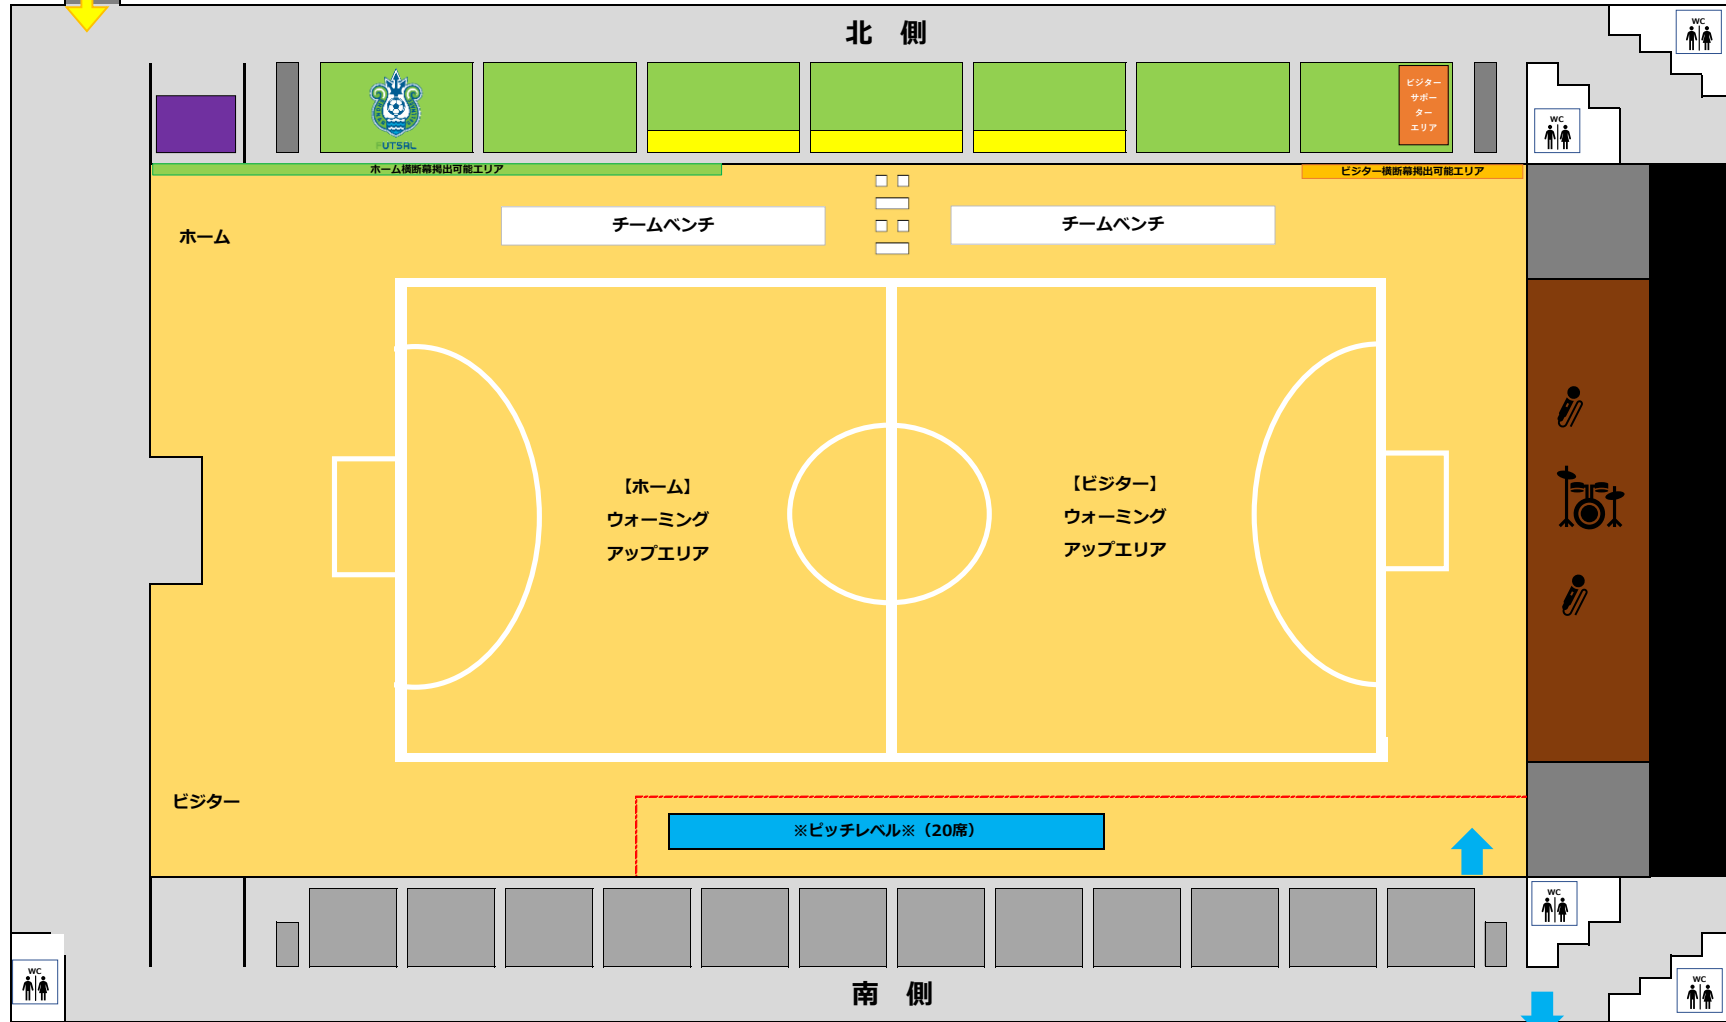 北 側
WC
ビジター
サポー
ター
エリア
WC
FUTSAL
ホーム横断幕掲出可能エリア
ビジター横断幕掲出可能エリア
チームベンチ
チームベンチ
ホーム
【ホーム】
ウォーミング
アップエリア
【ビジター】
ウォーミング
アップエリア
ビジター
※ピッチレベル※（20席）
WC
WC
WC
南 側